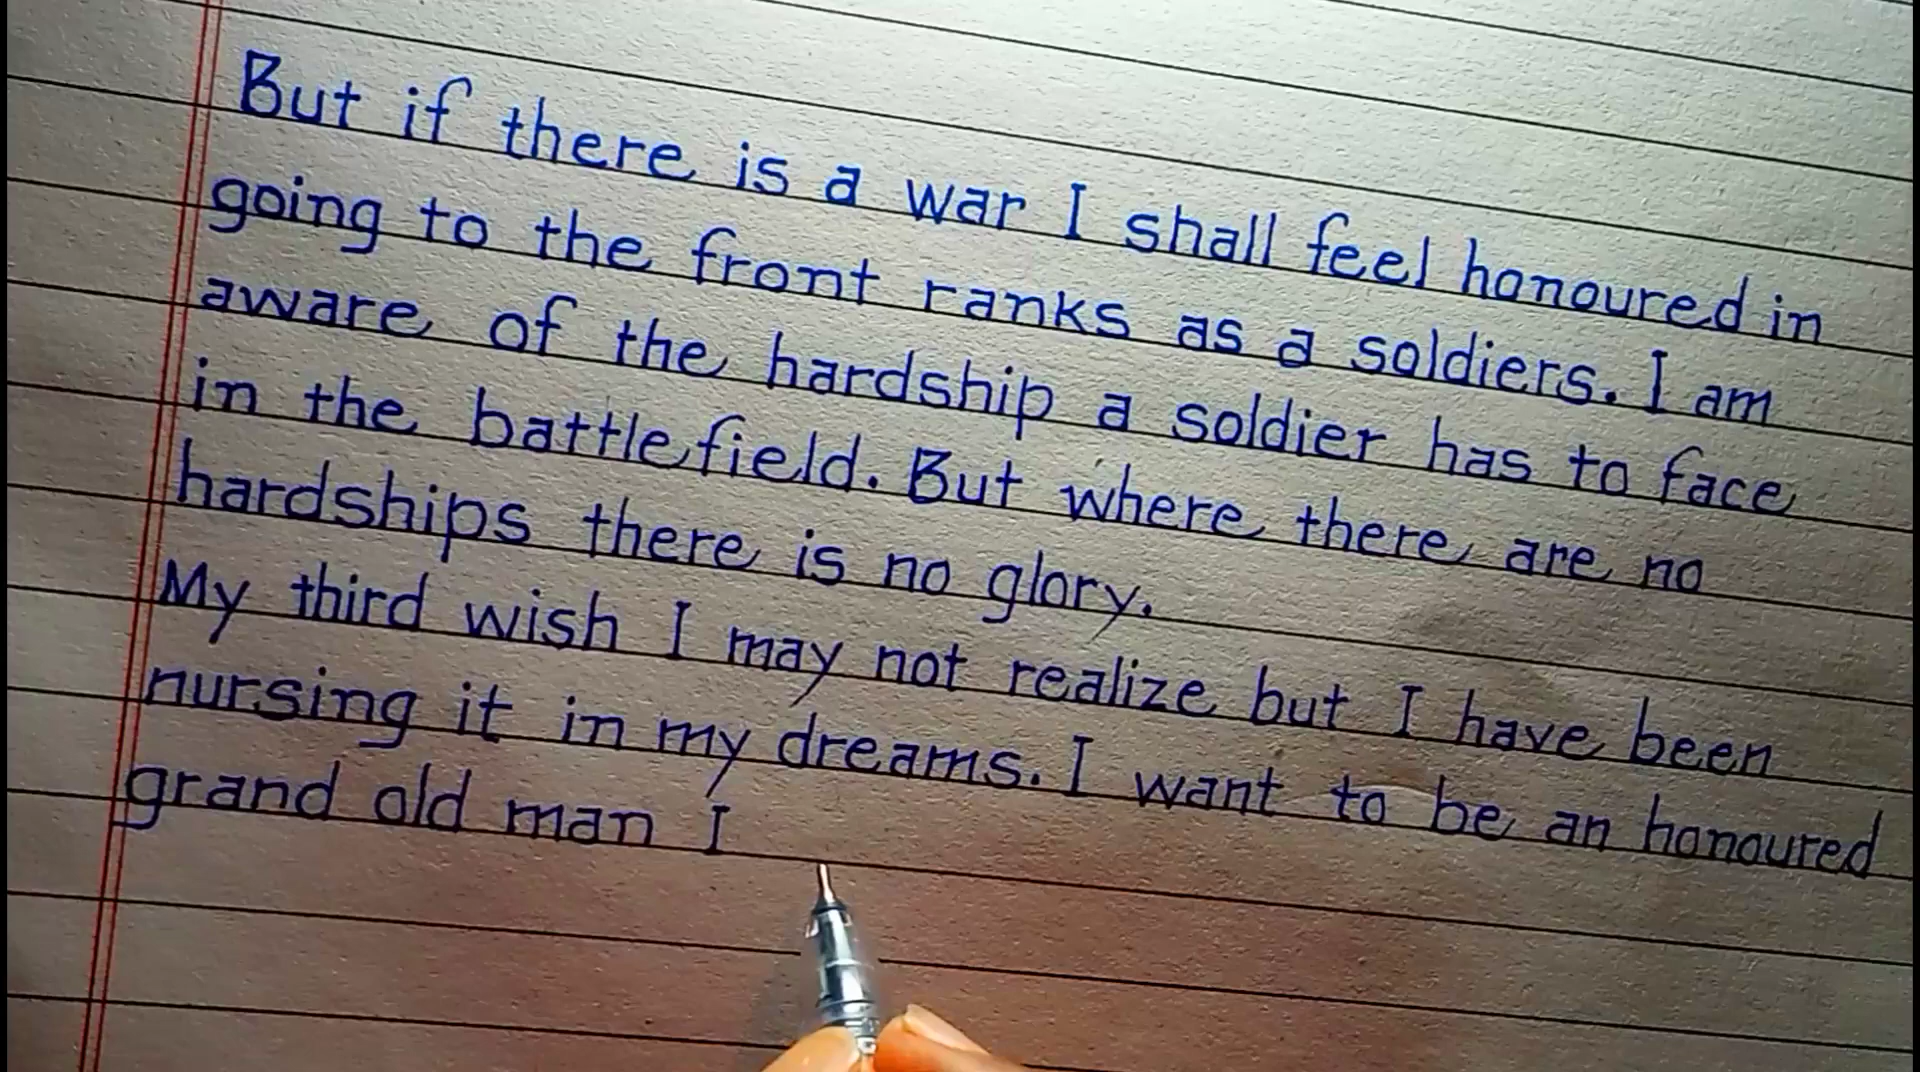 But if there is a war I shall feel honoured in
going to the front ranks as a soldiers. I am
aware of the hardship a soldier has to face
in the battlefield. But where there are no
hardships there is no glory.
My third wish I may not realize but I have been
nursing it in my dreams. I want to be an honoured
grand old man I